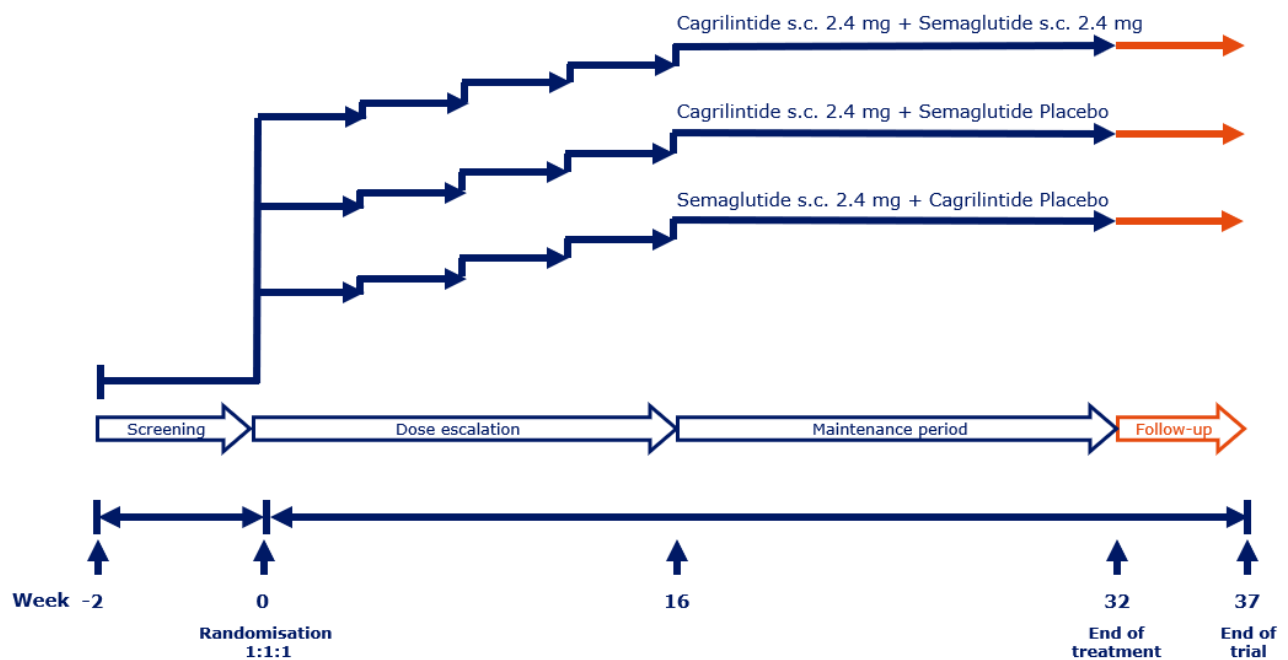 Cagrilintide s.c. 2.4 mg + Semaglutide s.c. 2.4 mg
Cagrilintide s.c. 2.4 mg + Semaglutide Placebo
Semaglutide s.c. 2.4 mg + Cagrilintide Placebo
Screening
Dose escalation
Maintenance period
Follow-up
Week -2 0 16 32 37
Randomisation
1:1:1
End of
treatment
End of
trial